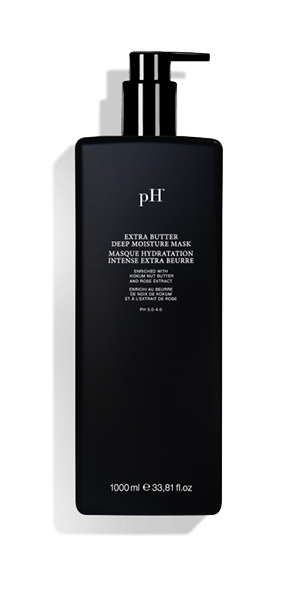 pH
EXTRA BUTTER
DEEP MOISTURE MASK
MASQUE HYDRATATION
INTENSE EXTRA BEURRE
ENRICHED WITH
KOKUM NUT BUTTER
AND ROSE EXTRACT
ENRICHI AU BEURRE
DE NOIX DE KOKUM
ET À L'EXTRAIT DE ROSE
PH 3.0-4.0
1000 ml ℮ 33,81 fl.oz